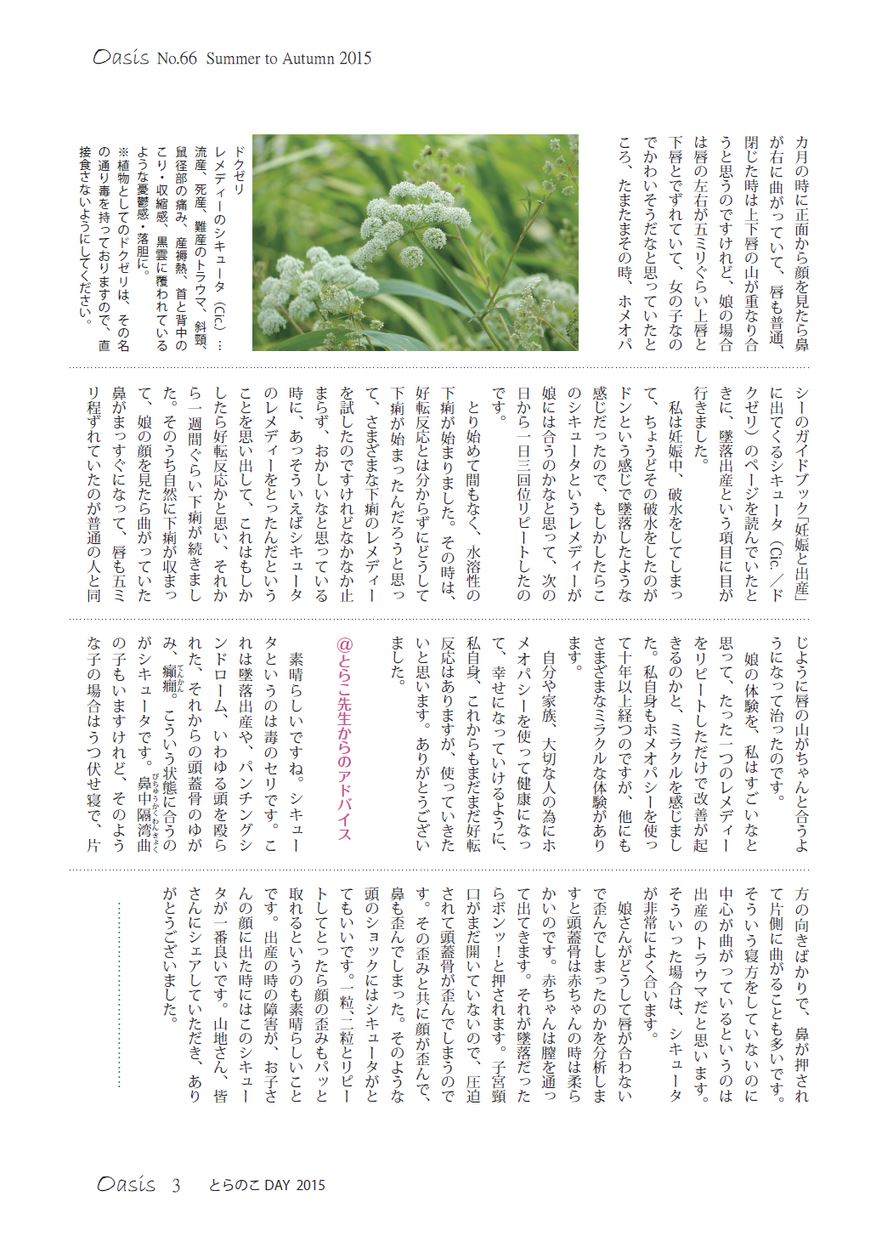 Oasis No.66 Summer to Autumn 2015
カ月の時に正面から顔を見たら鼻
が右に曲がっていて、唇も普通、
閉じた時は上下唇の山が重なり合
うと思うのですけれど、娘の場合
は唇の左右が五ミリぐらい上唇と
下唇とでずれていて、女の子なの
でかわいそうだなと思っていたと
ころ、たまたまその時、ホメオパ
ドクゼリ
レメディーのシキュータ（Cic.）…
流産、死産、難産のトラウマ、斜頸、
鼠径部の痛み、産褥熱、首と背中の
こり・収縮感、黒雲に覆われている
ような憂鬱感・落胆に。
※植物としてのドクゼリは、その名
の通り毒を持っておりますので、直
接食さないようにしてください。
シーのガイドブック「妊娠と出産」
に出てくるシキュータ（Cic.／ド
クゼリ）のページを読んでいたと
きに、墜落出産という項目に目が
行きました。
私は妊娠中、破水をしてしまっ
て、ちょうどその破水をしたのが
ドンという感じで墜落したような
感じだったので、もしかしたらこ
のシキュータというレメディーが
娘には合うのかなと思って、次の
日から一日三回位リピートしたの
です。
とり始めて間もなく、水溶性の
下痢が始まりました。その時は、
好転反応とは分からずにどうして
下痢が始まったんだろうと思っ
て、さまざまな下痢のレメディー
を試したのですけれどなかなか止
まらず、おかしいなと思っている
時に、あっそういえばシキュータ
のレメディーをとったんだという
ことを思い出して、これはもしか
したら好転反応かと思い、それか
ら一週間ぐらい下痢が続きまし
た。そのうち自然に下痢が収まっ
て、娘の顔を見たら曲がっていた
鼻がまっすぐになって、唇も五ミ
リ程ずれていたのが普通の人と同
じように唇の山がちゃんと合うよ
うになって治ったのです。
娘の体験を、私はすごいなと
思って、たった一つのレメディー
をリピートしただけで改善が起
きるのかと、ミラクルを感じまし
た。私自身もホメオパシーを使っ
て十年以上経つのですが、他にも
さまざまなミラクルな体験があり
ます。
自分や家族、大切な人の為にホ
メオパシーを使って健康になっ
て、幸せになっていけるように、
私自身、これからもまだまだ好転
反応はありますが、使っていきた
いと思います。ありがとうござい
ました。
@とらこ先生からのアドバイス
素晴らしいですね。シキュー
タというのは毒のセリです。こ
れは墜落出産や、パンチングシ
ンドローム、いわゆる頭を殴ら
れた、それからの頭蓋骨のゆが
み、癲癇。こういう状態に合うの
てんかん
がシキュータです。鼻中隔湾曲
びちゅうかくわんきょく
の子もいますけれど、そのよう
な子の場合はうつ伏せ寝で、片
方の向きばかりで、鼻が押され
て片側に曲がることも多いです。
そういう寝方をしていないのに
中心が曲がっているというのは
出産のトラウマだと思います。
そういった場合は、シキュータ
が非常によく合います。
娘さんがどうして唇が合わない
で歪んでしまったのかを分析しま
すと頭蓋骨は赤ちゃんの時は柔ら
かいのです。赤ちゃんは膣を通っ
て出てきます。それが墜落だった
らボンッ！と押されます。子宮頸
口がまだ開いていないので、圧迫
されて頭蓋骨が歪んでしまうので
す。その歪みと共に顔が歪んで、
鼻も歪んでしまった。そのような
頭のショックにはシキュータがと
てもいいです。一粒、二粒とリピー
トしてとったら顔の歪みもパッと
取れるというのも素晴らしいこと
です。出産の時の障害が、お子さ
んの顔に出た時にはこのシキュー
タが一番良いです。山地さん、皆
さんにシェアしていただき、あり
がとうございました。
Oasis 3 とらのこDAY 2015